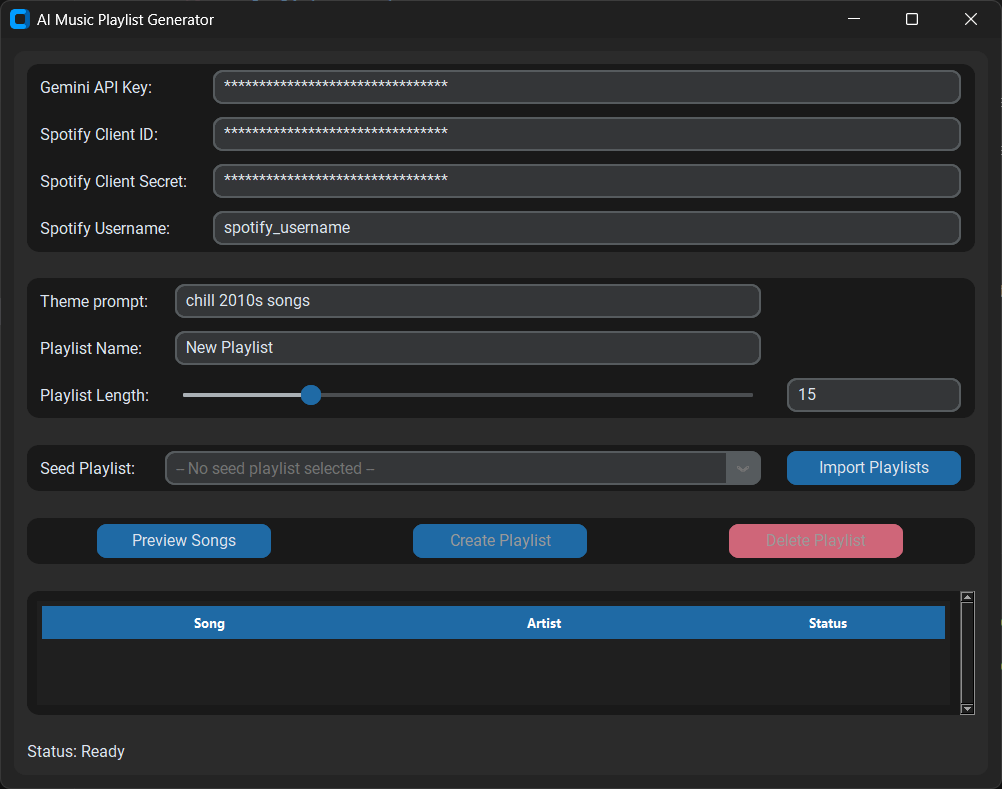 AI Music Playlist Generator
Gemini API Key: ********************************
Spotify Client ID: ********************************
Spotify Client Secret: ********************************
Spotify Username: spotify_username
Theme prompt: chill 2010s songs
Playlist Name: New Playlist
Playlist Length: 15
Seed Playlist: -- No seed playlist selected -- Import Playlists
Preview Songs Create Playlist Delete Playlist
Song Artist Status
Status: Ready